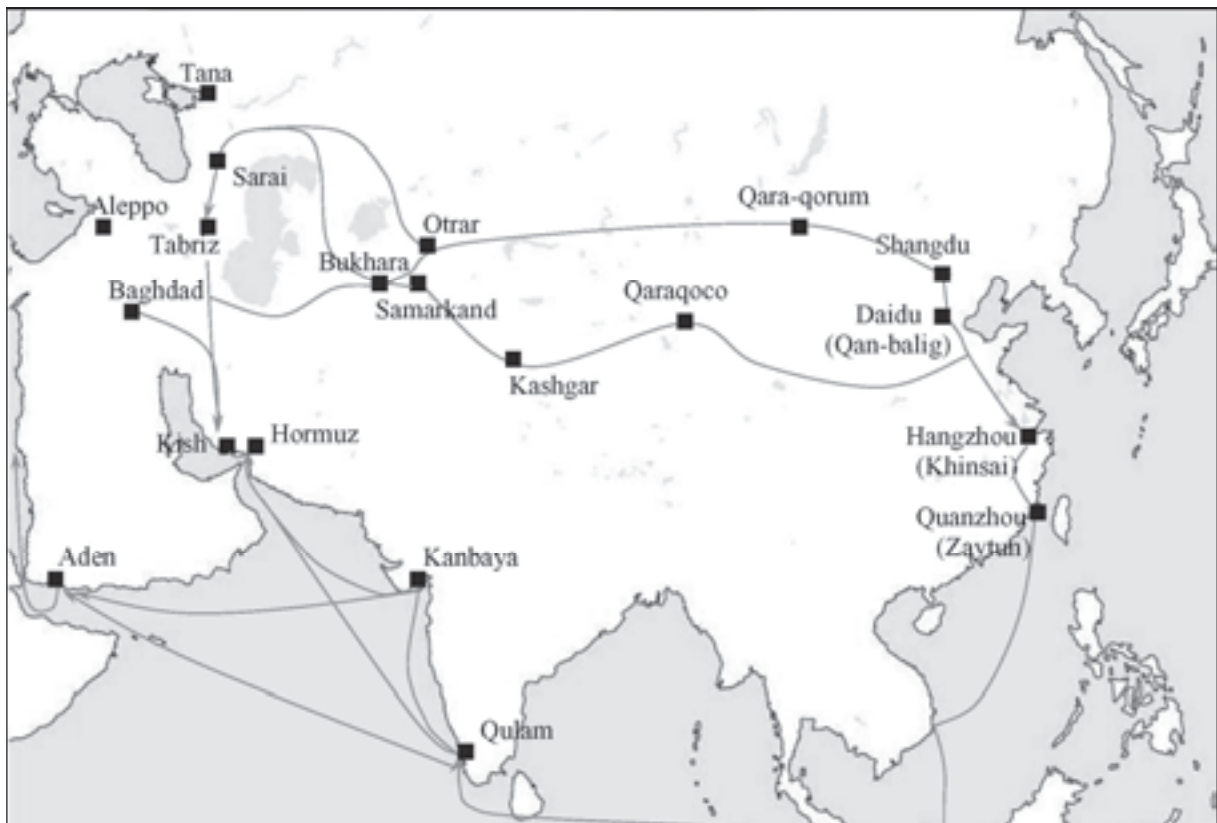 Tana
Sarai
Aleppo
Tabriz
Otrar
Qara-qorum
Shangdu
Bukhara
Baghdad
Samarkand
Qaraqoco
Daidu
(Qan-balig)
Kashgar
Kish
Hormuz
Hangzhou
(Khinsai)
Quanzhou
(Zaytun)
Aden
Kanbaya
Qulam